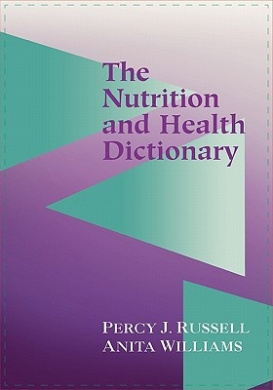 The
Nutrition
and Health
Dictionary
PERCY J. RUSSELL
ANITA WILLIAMS